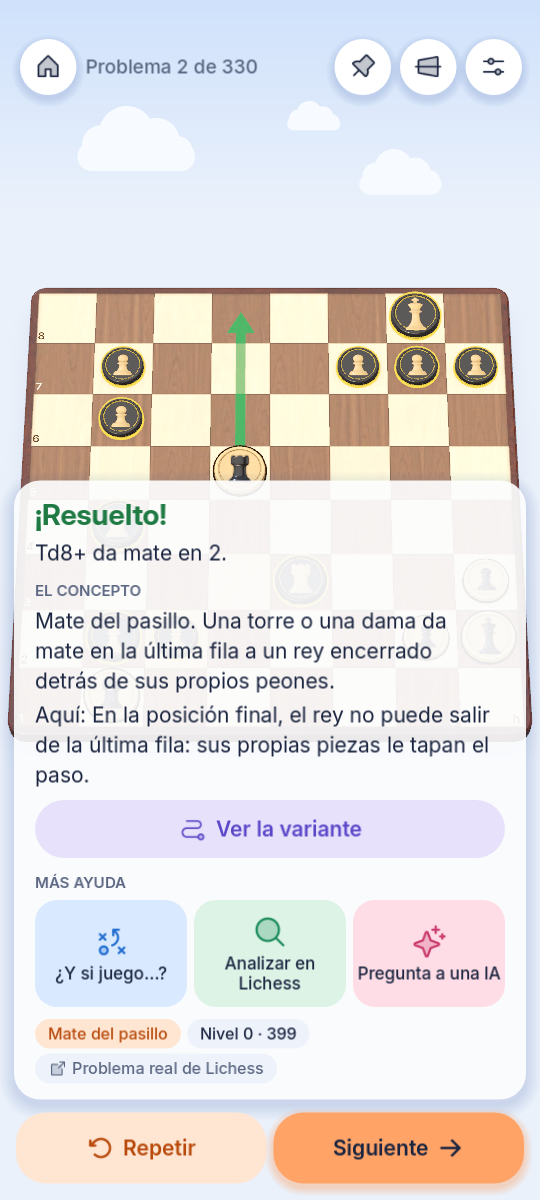 Problema 2 de 330
8
7
6
¡Resuelto!
Td8+ da mate en 2.
EL CONCEPTO
Mate del pasillo. Una torre o una dama da
mate en la última fila a un rey encerrado
detrás de sus propios peones.
Aquí: En la posición final, el rey no puede salir
de la última fila: sus propias piezas le tapan el
paso.
Ver la variante
MÁS AYUDA
¿Y si juego...?
Analizar en
Lichess
Pregunta a una IA
Mate del pasillo
Nivel 0 · 399
Problema real de Lichess
Repetir
Siguiente